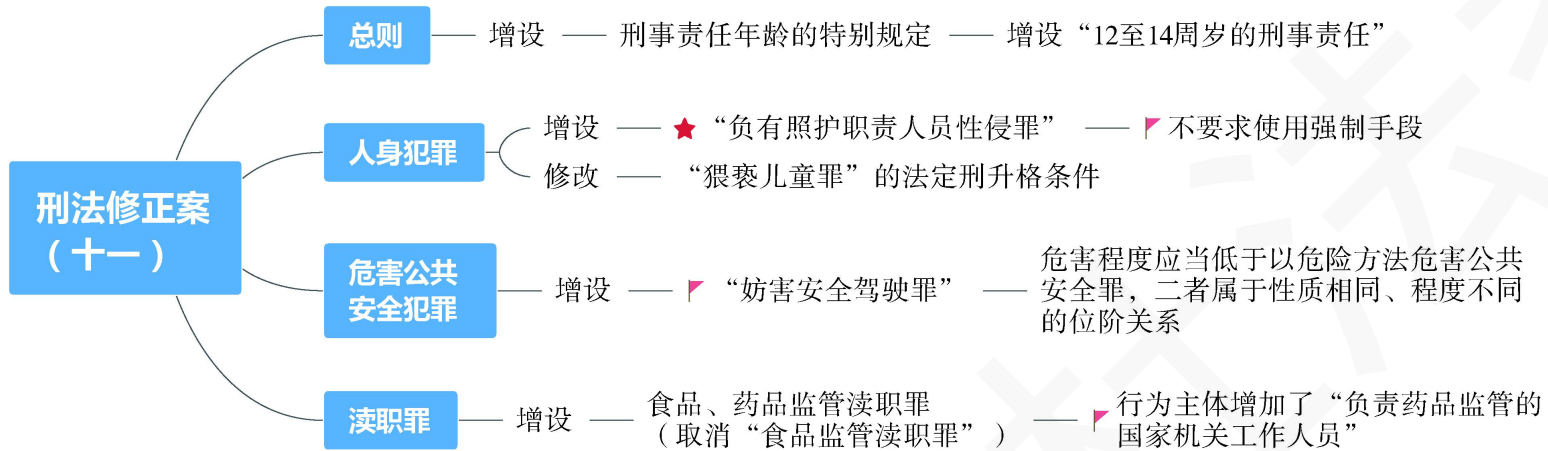 刑法修正案
（十一）
总则 增设 刑事责任年龄的特别规定 增设“12至14周岁的刑事责任”
人身犯罪
增设 “负有照护职责人员性侵罪” 不要求使用强制手段
修改 “猥亵儿童罪”的法定刑升格条件
危害公共
安全犯罪
增设 “妨害安全驾驶罪”
危害程度应当低于以危险方法危害公共
安全罪，二者属于性质相同、程度不同
的位阶关系
渎职罪 增设
食品、药品监管渎职罪
（取消“食品监管渎职罪”）
行为主体增加了“负责药品监管的
国家机关工作人员”